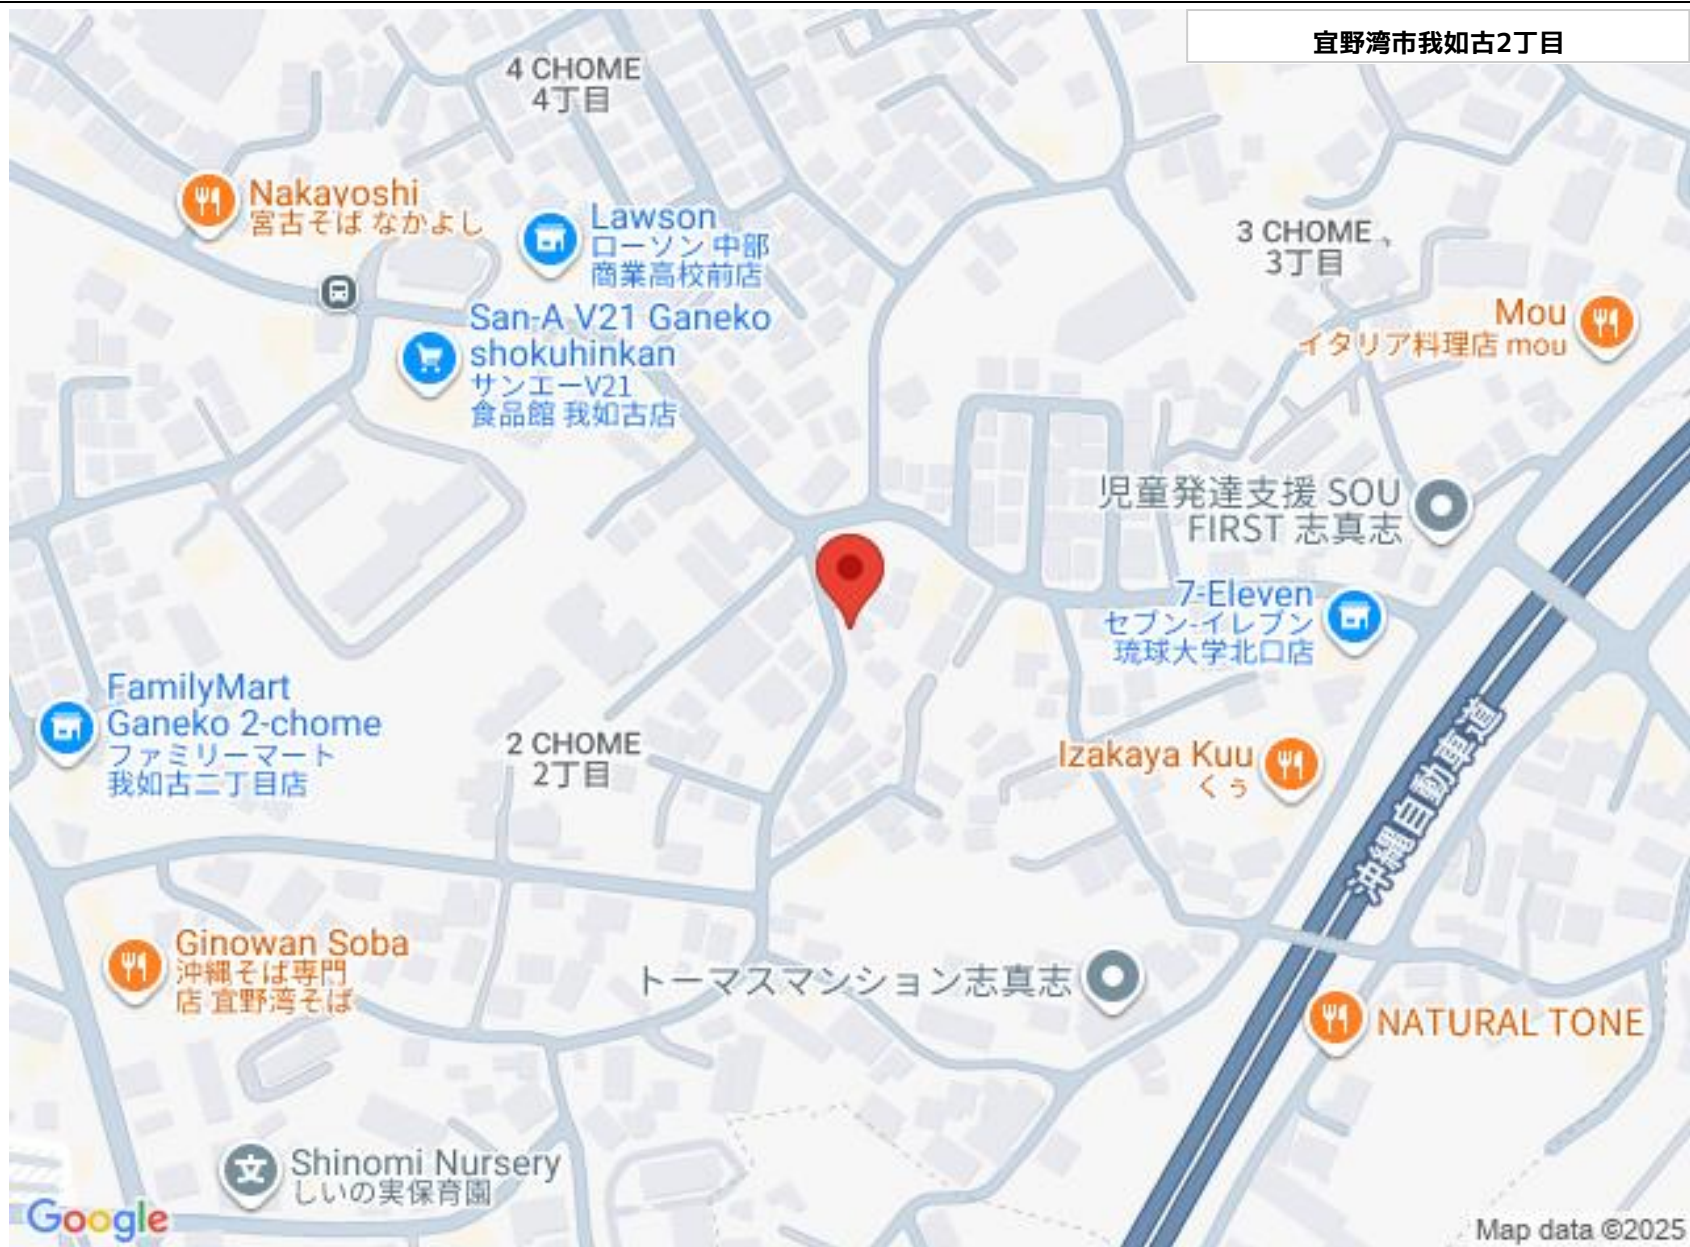 宜野湾市我如古2丁目
4 CHOME
4丁目
Nakayoshi
宮古そば なかよし
Lawson
ローソン 中部
商業高校前店
3 CHOME
3丁目
San-A V21 Ganeko
shokuhinkan
サンエーV21
食品館 我如古店
Mou
イタリア料理店 mou
児童発達支援 SOU
FIRST 志真志
7-Eleven
セブン-イレブン
琉球大学北口店
FamilyMart
Ganeko 2-chome
ファミリーマート
我如古二丁目店
2 CHOME
2丁目
Izakaya Kuu
くぅ
沖縄自動車道
Ginowan Soba
沖縄そば専門
店 宜野湾そば
トーマスマンション志真志
NATURAL TONE
Shinomi Nursery
しいの実保育園
Google
Map data ©2025